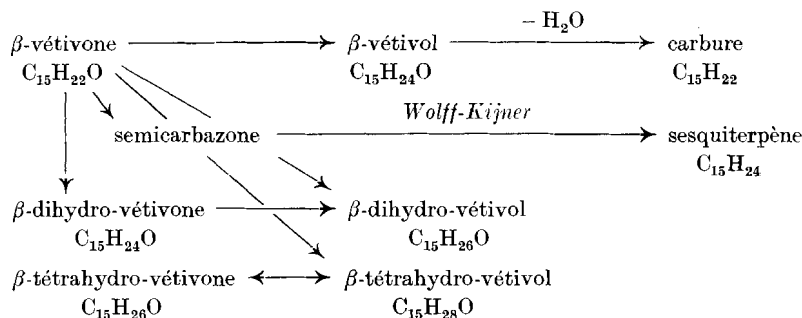 − H₂O
β-vétivone β-vétivol carbure
C₁₅H₂₂O C₁₅H₂₄O C₁₅H₂₂
Wolff-Kijner
semicarbazone sesquiterpène
C₁₅H₂₄
β-dihydro-vétivone β-dihydro-vétivol
C₁₅H₂₄O C₁₅H₂₆O
β-tétrahydro-vétivone β-tétrahydro-vétivol
C₁₅H₂₆O C₁₅H₂₈O